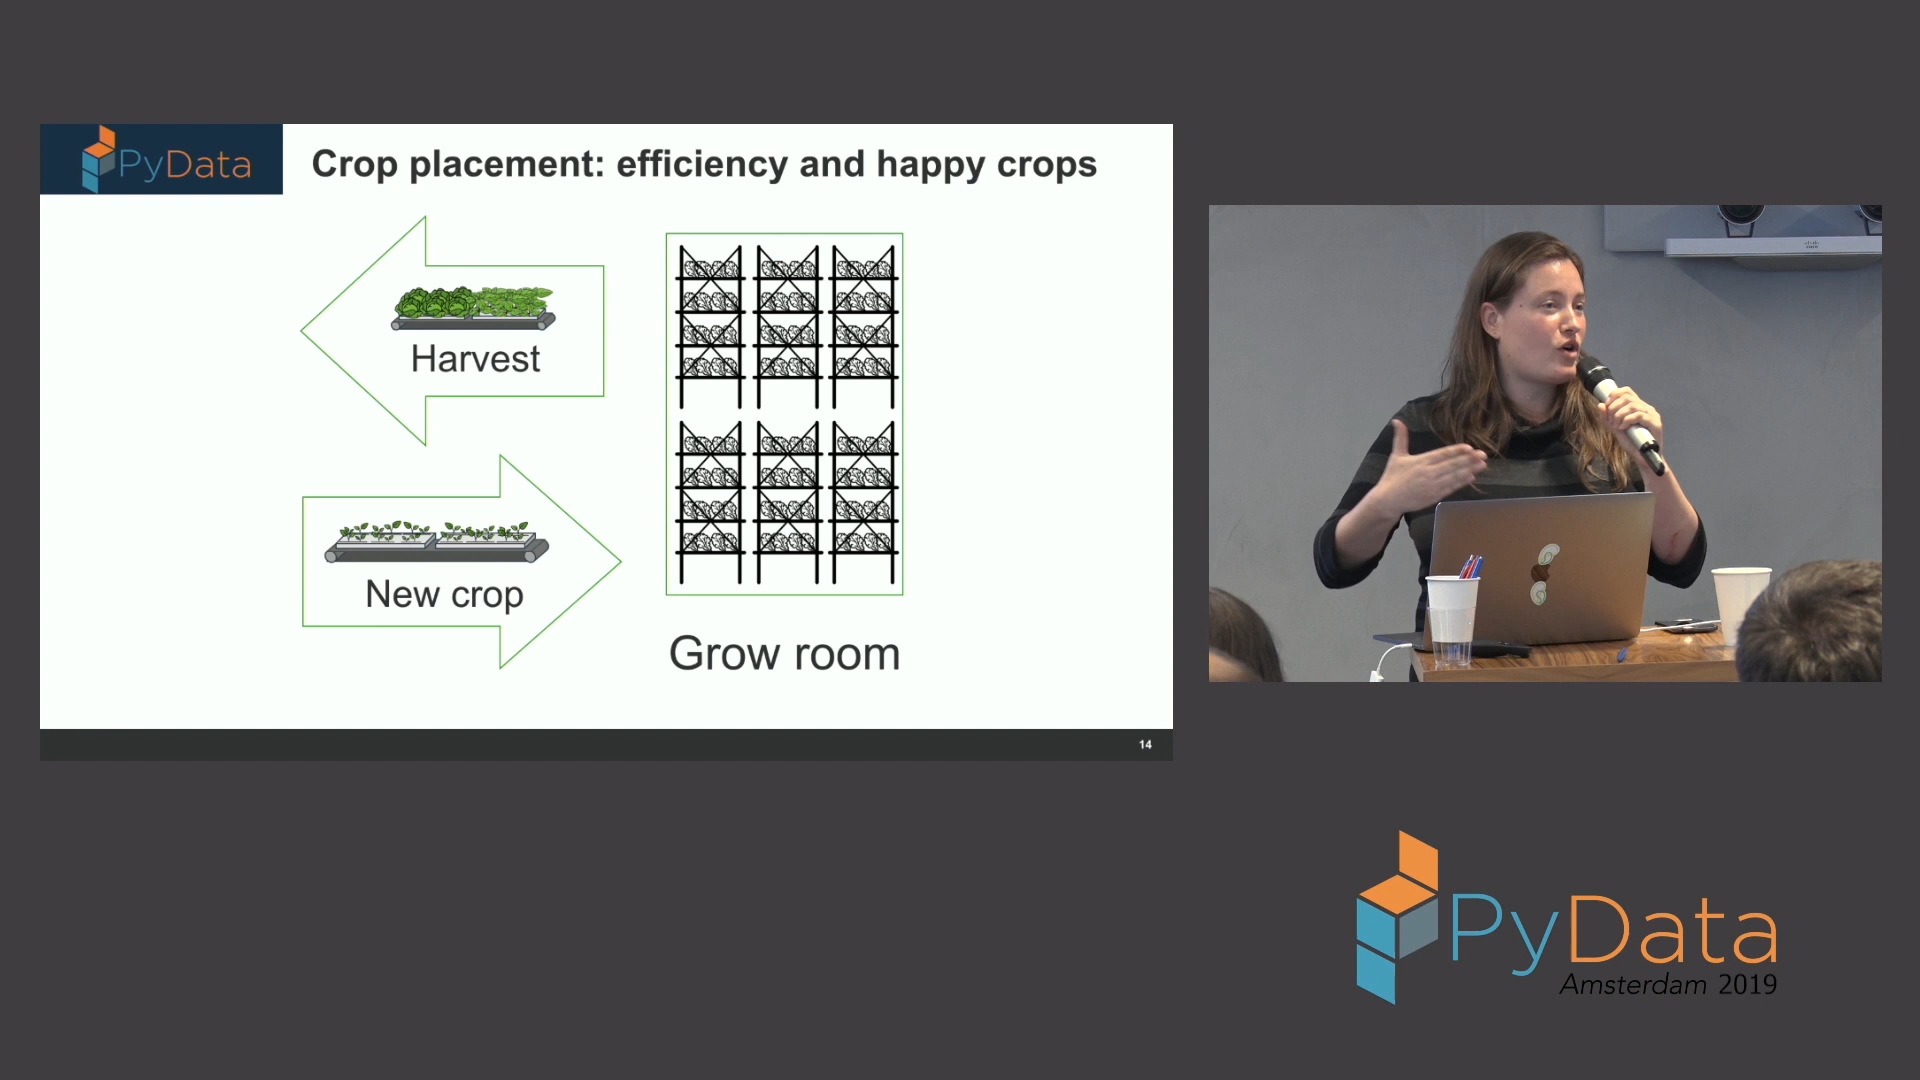 PyData
Crop placement: efficiency and happy crops
Harvest
New crop
Grow room
14
PyData
Amsterdam 2019